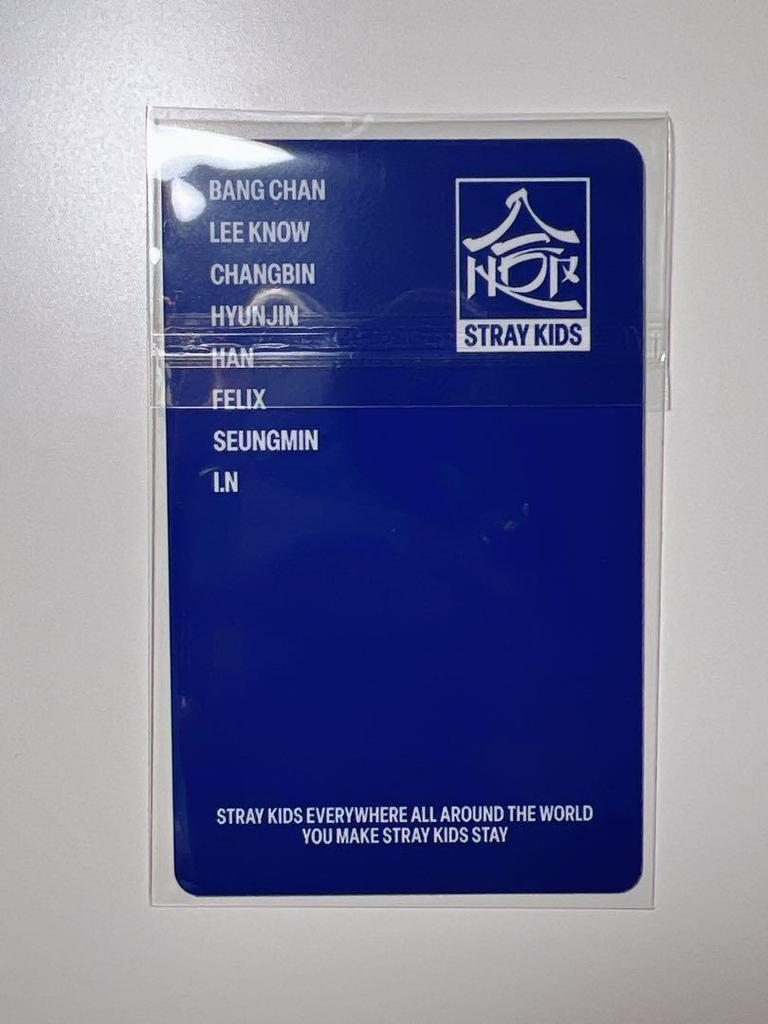 BANG CHAN
LEE KNOW
CHANGBIN
HYUNJIN
HAN
FELIX
SEUNGMIN
I.N
STRAY KIDS
STRAY KIDS EVERYWHERE ALL AROUND THE WORLD
YOU MAKE STRAY KIDS STAY